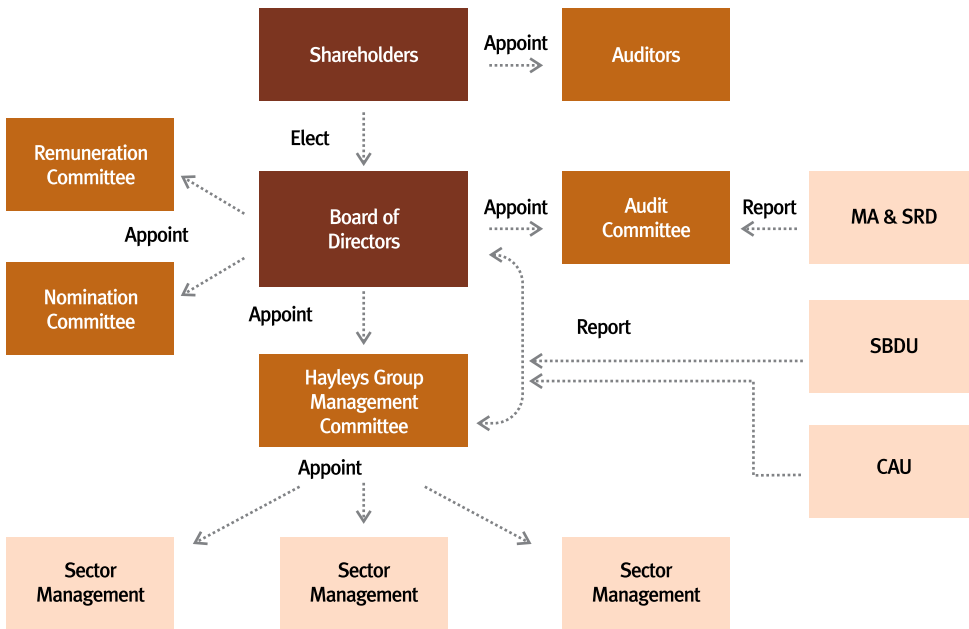 Shareholders
Appoint
Auditors
Elect
Remuneration
Committee
Board of
Directors
Appoint
Audit
Committee
Report
MA & SRD
Appoint
Nomination
Committee
Appoint
Report
SBDU
Hayleys Group
Management
Committee
CAU
Appoint
Sector
Management
Sector
Management
Sector
Management